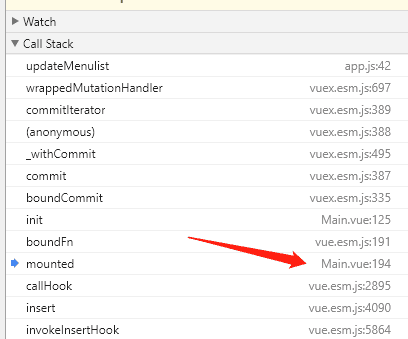 Watch
Call Stack
updateMenulist app.js:42
wrappedMutationHandler vuex.esm.js:697
commitIterator vuex.esm.js:389
(anonymous) vuex.esm.js:388
_withCommit vuex.esm.js:495
commit vuex.esm.js:387
boundCommit vuex.esm.js:335
init Main.vue:125
boundFn vue.esm.js:191
mounted Main.vue:194
callHook vue.esm.js:2895
insert vue.esm.js:4090
invokeInsertHook vue.esm.js:5864